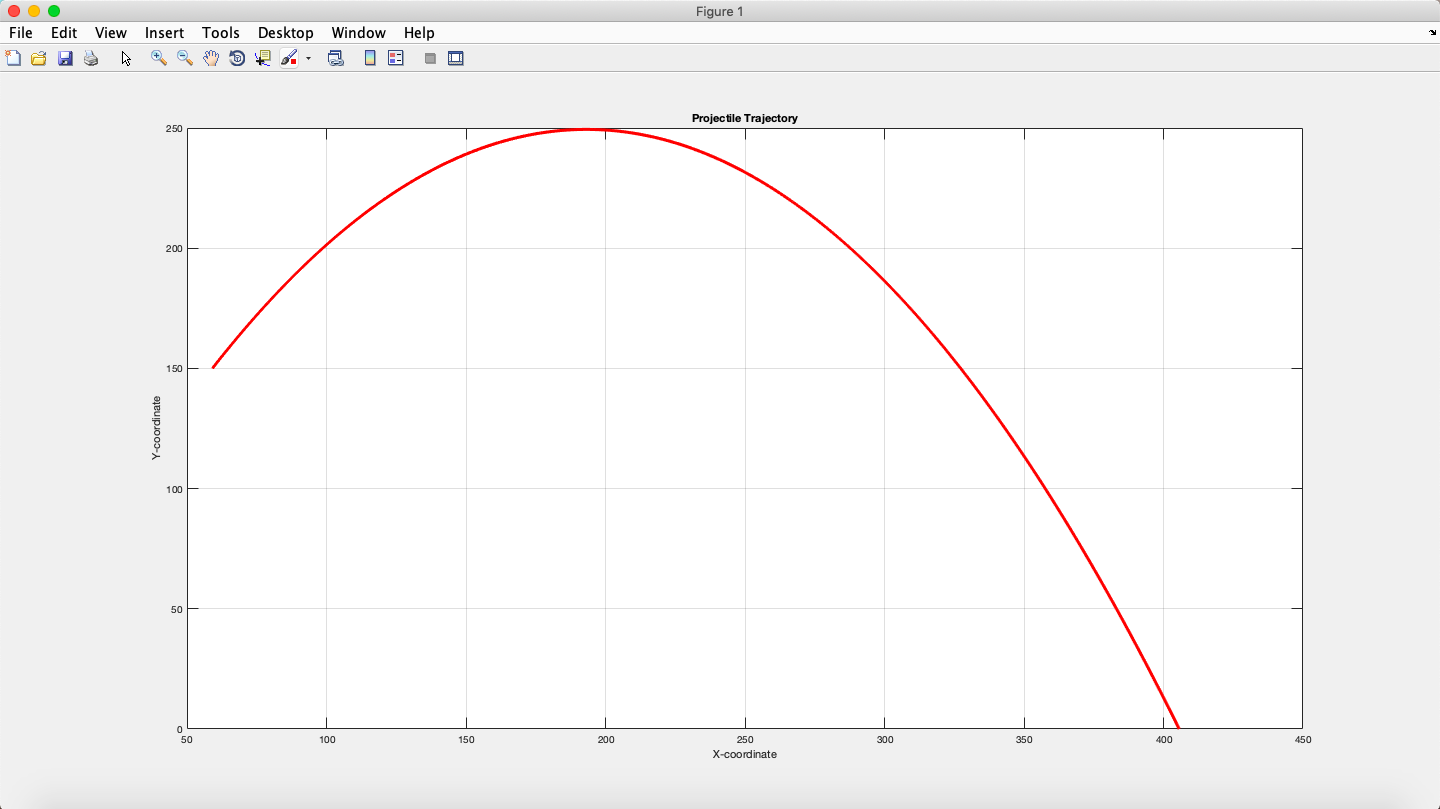 Figure 1
File Edit View Insert Tools Desktop Window Help
Projectile Trajectory
250
200
150
100
50
0
Y-coordinate
50 100 150 200 250 300 350 400 450
X-coordinate